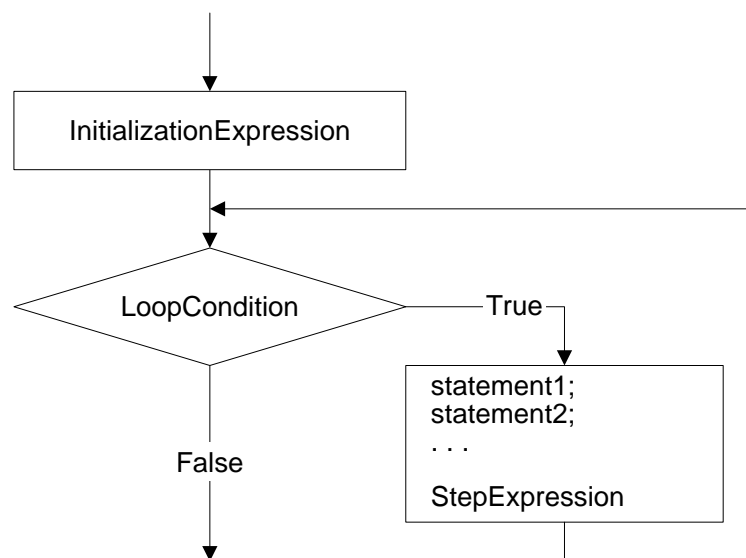 InitializationExpression
LoopCondition
True
statement1;
statement2;
. . .
StepExpression
False